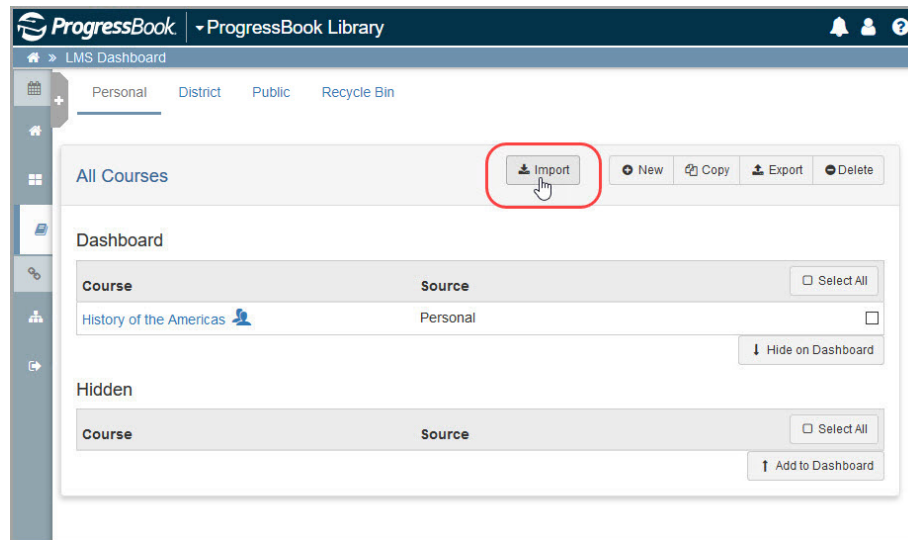 ProgressBook ProgressBook Library
» LMS Dashboard
Personal District Public Recycle Bin
All Courses Import New Copy Export Delete
Dashboard
Course Source Select All
History of the Americas Personal
Hide on Dashboard
Hidden
Course Source Select All
Add to Dashboard